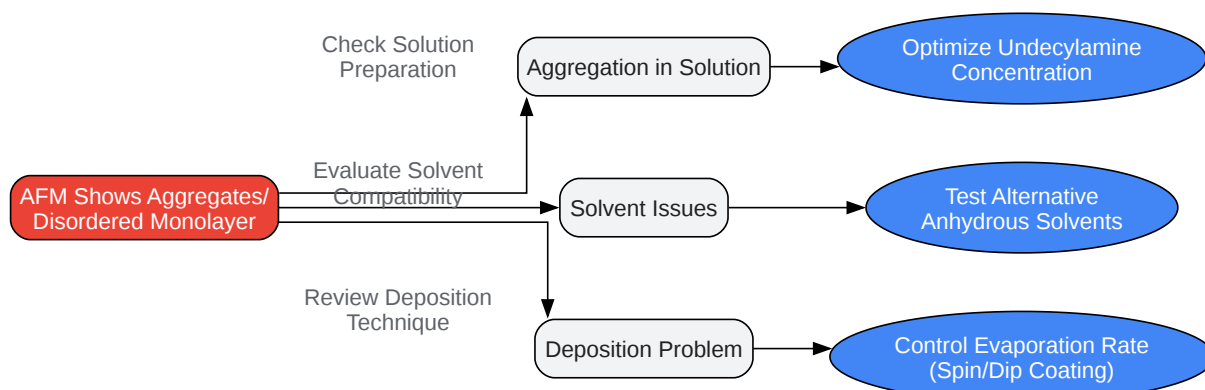 Check Solution
Preparation
Aggregation in Solution
Optimize Undecylamine
Concentration
AFM Shows Aggregates/
Disordered Monolayer
Evaluate Solvent
Compatibility
Solvent Issues
Test Alternative
Anhydrous Solvents
Review Deposition
Technique
Deposition Problem
Control Evaporation Rate
(Spin/Dip Coating)